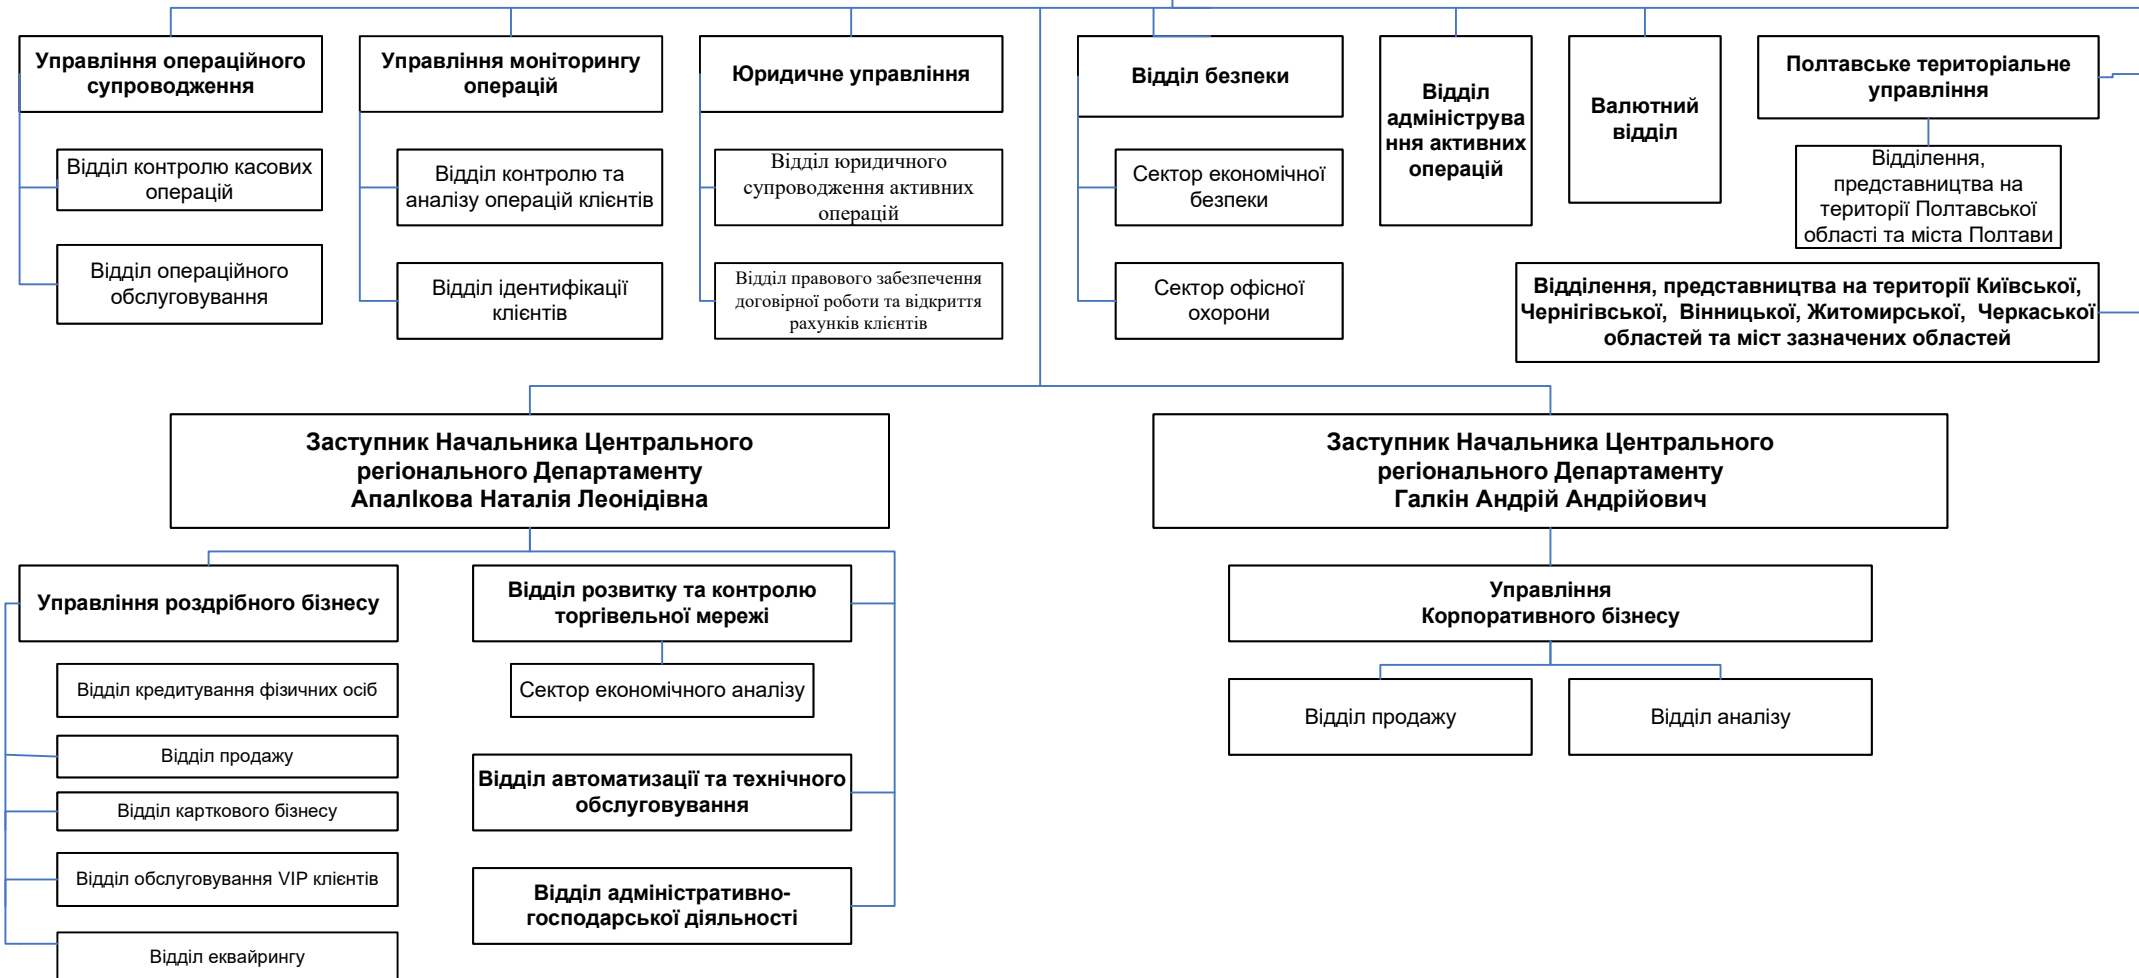 Управління операційного
супроводження
Управління моніторингу
операцій
Юридичне управління
Відділ безпеки
Відділ
адмініструва
ння активних
операцій
Валютний
відділ
Полтавське територіальне
управління
Відділ контролю касових
операцій
Відділ контролю та
аналізу операцій клієнтів
Відділ юридичного
супроводження активних
операцій
Сектор економічної
безпеки
Відділення,
представництва на
території Полтавської
області та міста Полтави
Відділ операційного
обслуговування
Відділ ідентифікації
клієнтів
Відділ правового забезпечення
договірної роботи та відкриття
рахунків клієнтів
Сектор офісної
охорони
Відділення, представництва на території Київської,
Чернігівської, Вінницької, Житомирської, Черкаської
областей та міст зазначених областей
Заступник Начальника Центрального
регіонального Департаменту
АпалІкова Наталія Леонідівна
Заступник Начальника Центрального
регіонального Департаменту
Галкін Андрій Андрійович
Управління роздрібного бізнесу
Відділ розвитку та контролю
торгівельної мережі
Управління
Корпоративного бізнесу
Відділ кредитування фізичних осіб
Сектор економічного аналізу
Відділ продажу
Відділ аналізу
Відділ продажу
Відділ автоматизації та технічного
обслуговування
Відділ карткового бізнесу
Відділ обслуговування VIP клієнтів
Відділ адміністративно-
господарської діяльності
Відділ еквайрингу